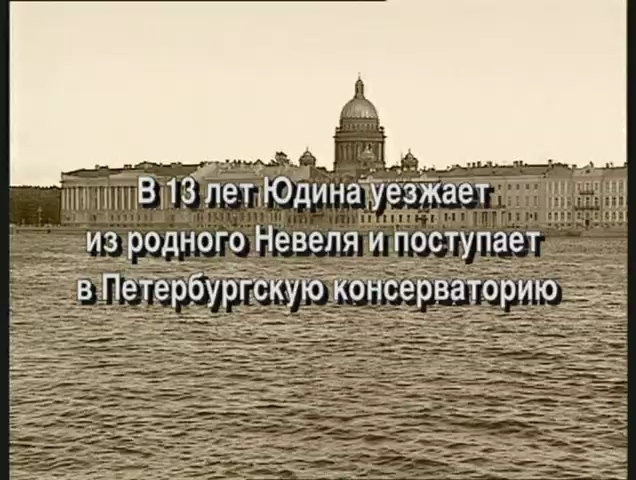 В 13 лет Юдина уезжает
из родного Невеля и поступает
в Петербургскую консерваторию